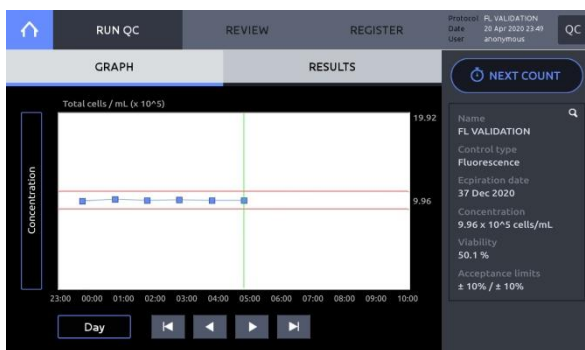 RUN QC
REVIEW
REGISTER
Protocol FL VALIDATION
Date 20 Apr 2020 23:49
User anonymous
QC
GRAPH
RESULTS
NEXT COUNT
Total cells / mL (x 10^5)
19.92
9.96
Concentration
23:00 00:00 01:00 02:00 03:00 04:00 05:00 06:00 07:00 08:00 09:00 10:00
Day
Name
FL VALIDATION
Control type
Fluorescence
Expiration date
37 Dec 2020
Concentration
9.96 x 10^5 cells/mL
Viability
50.1 %
Acceptance limits
± 10% / ± 10%